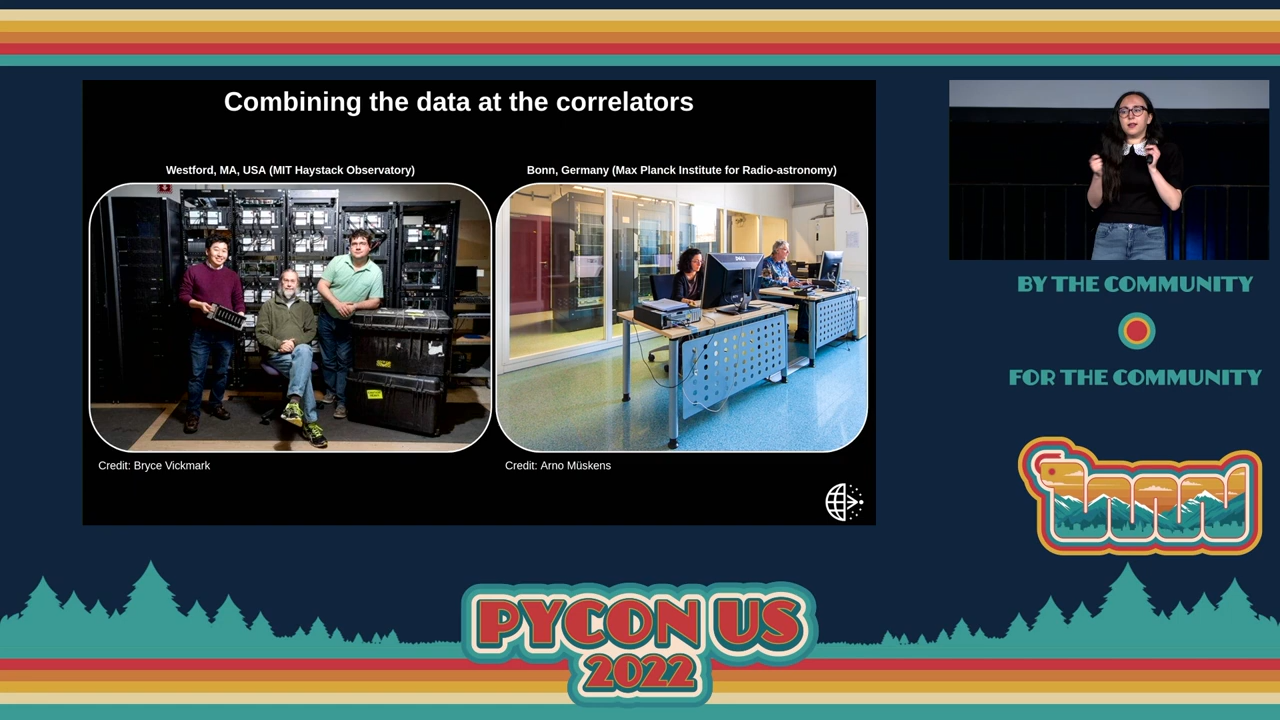 Combining the data at the correlators
Westford, MA, USA (MIT Haystack Observatory)
Bonn, Germany (Max Planck Institute for Radio-astronomy)
Credit: Bryce Vickmark
Credit: Arno Müskens
BY THE COMMUNITY
FOR THE COMMUNITY
PYCON US
2022